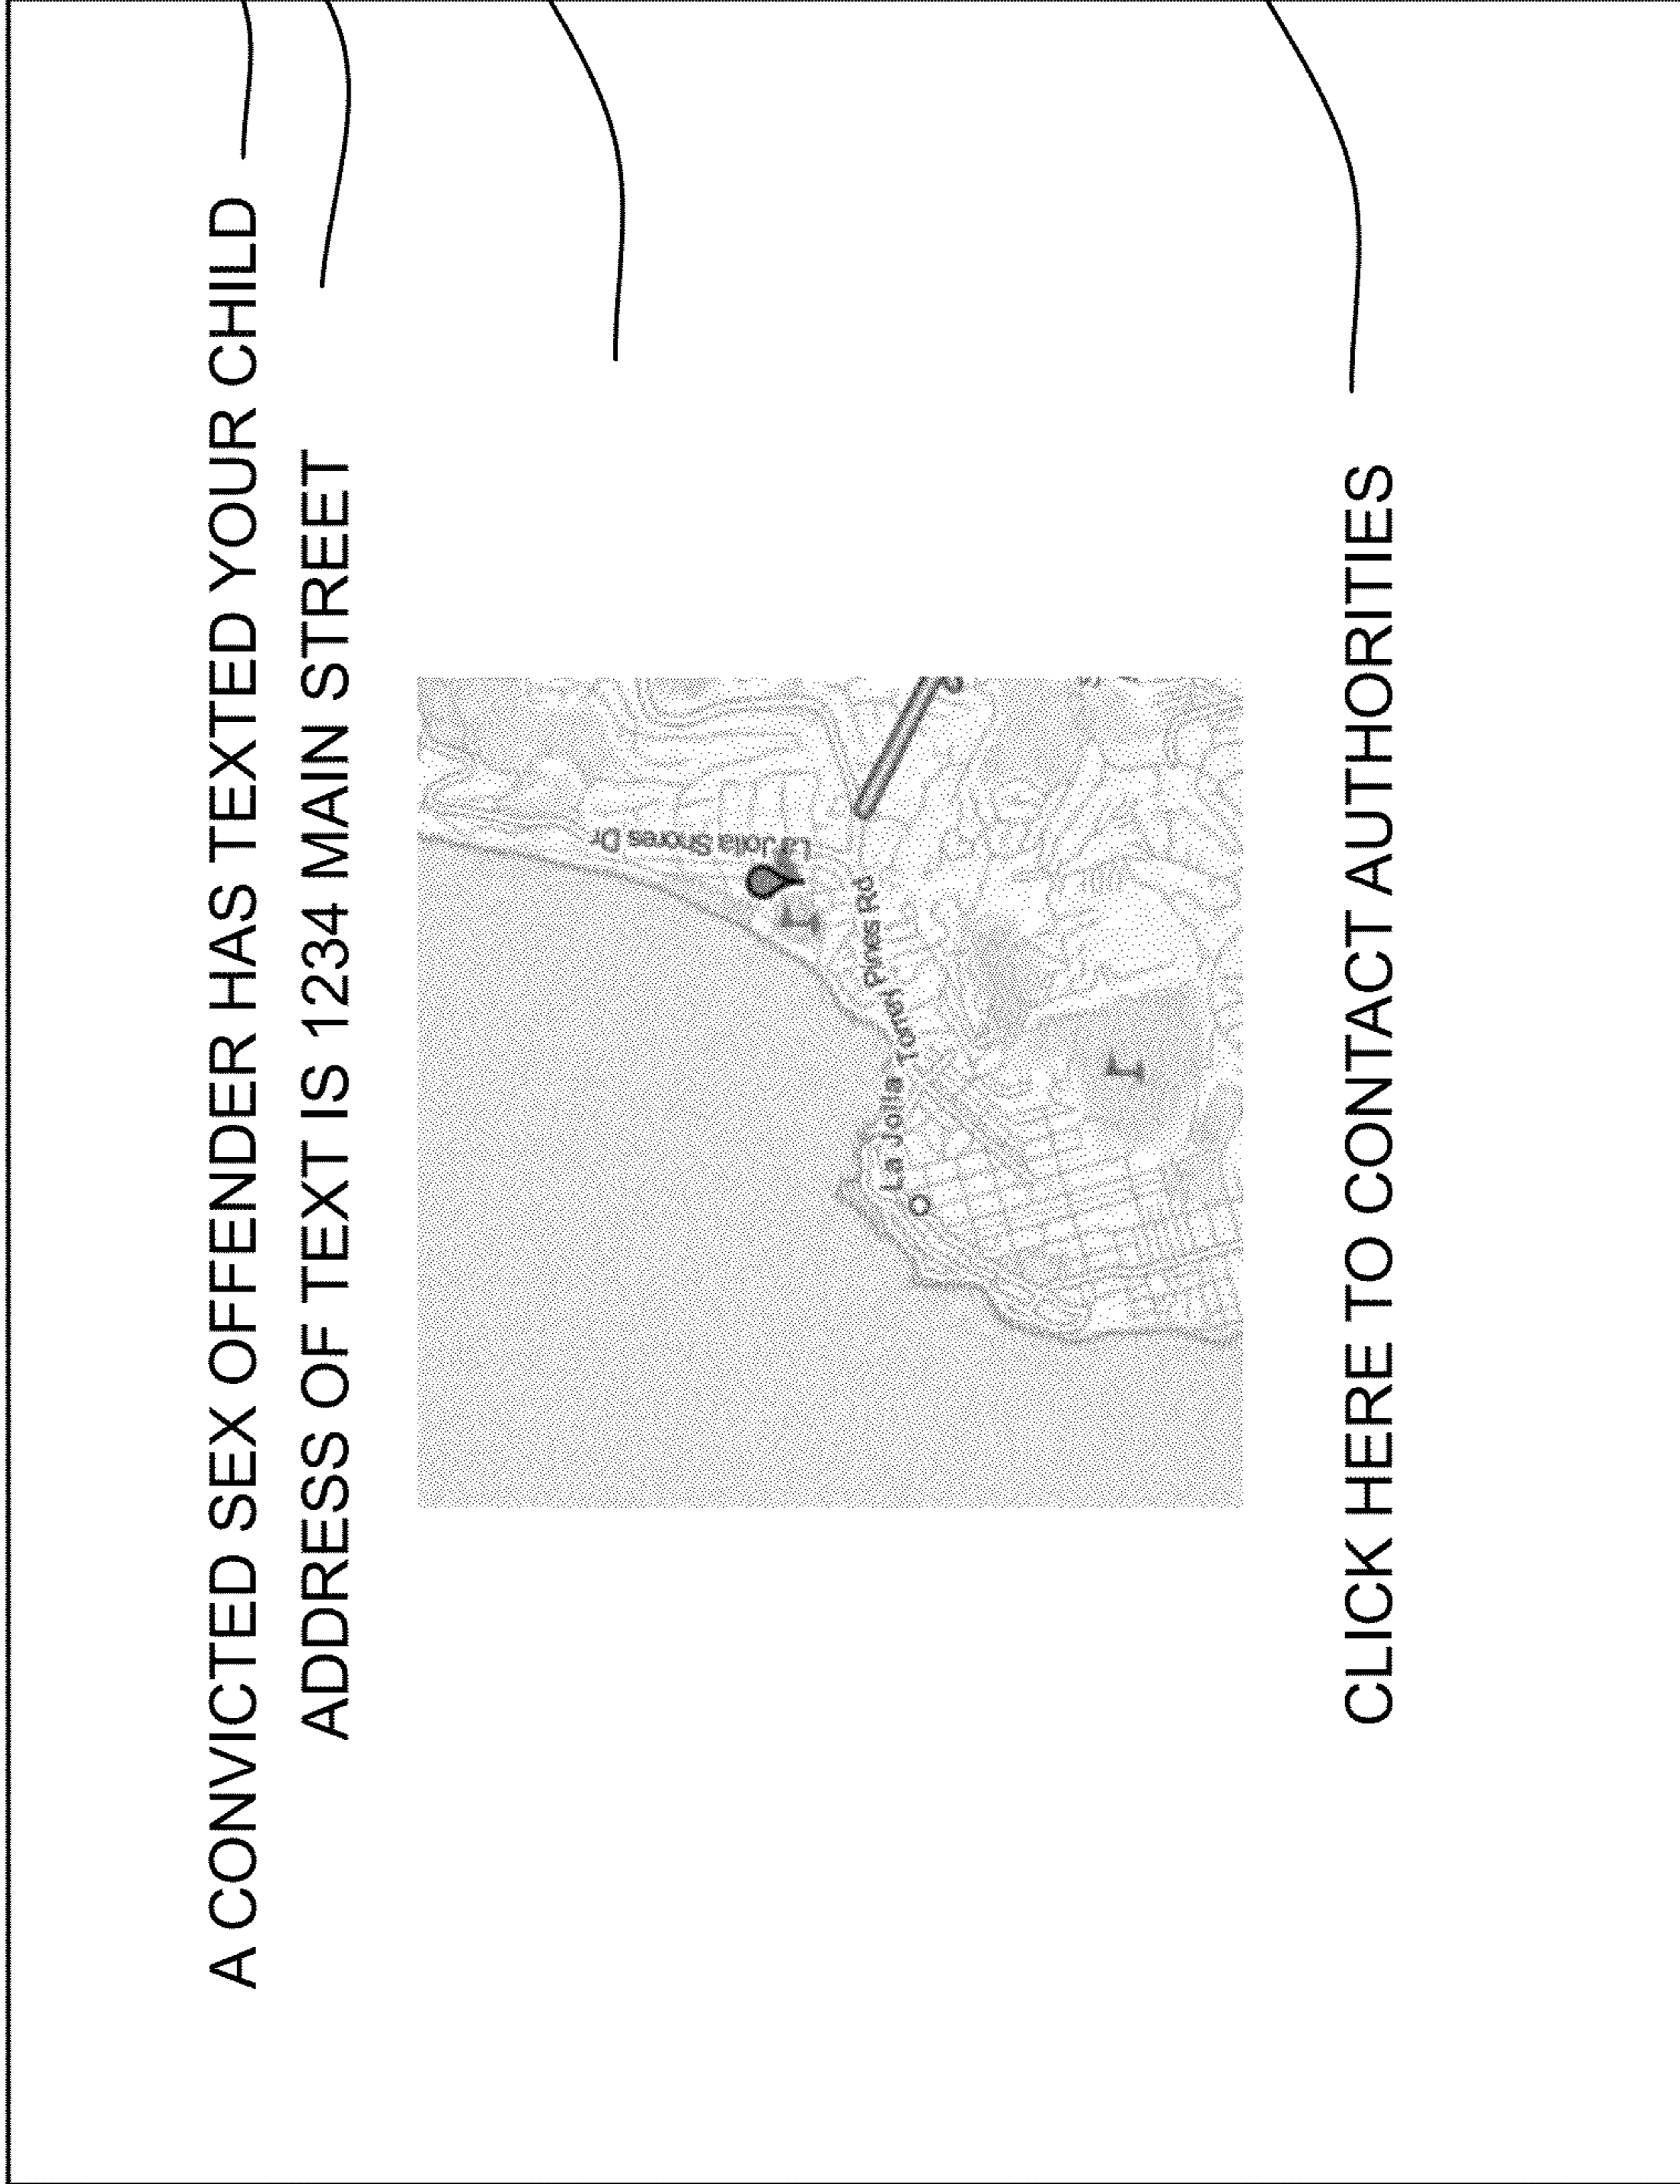 A CONVICTED SEX OFFENDER HAS TEXTED YOUR CHILD
ADDRESS OF TEXT IS 1234 MAIN STREET
La Jolla Shores Dr
La Jolla
Torrey Pines Rd
CLICK HERE TO CONTACT AUTHORITIES